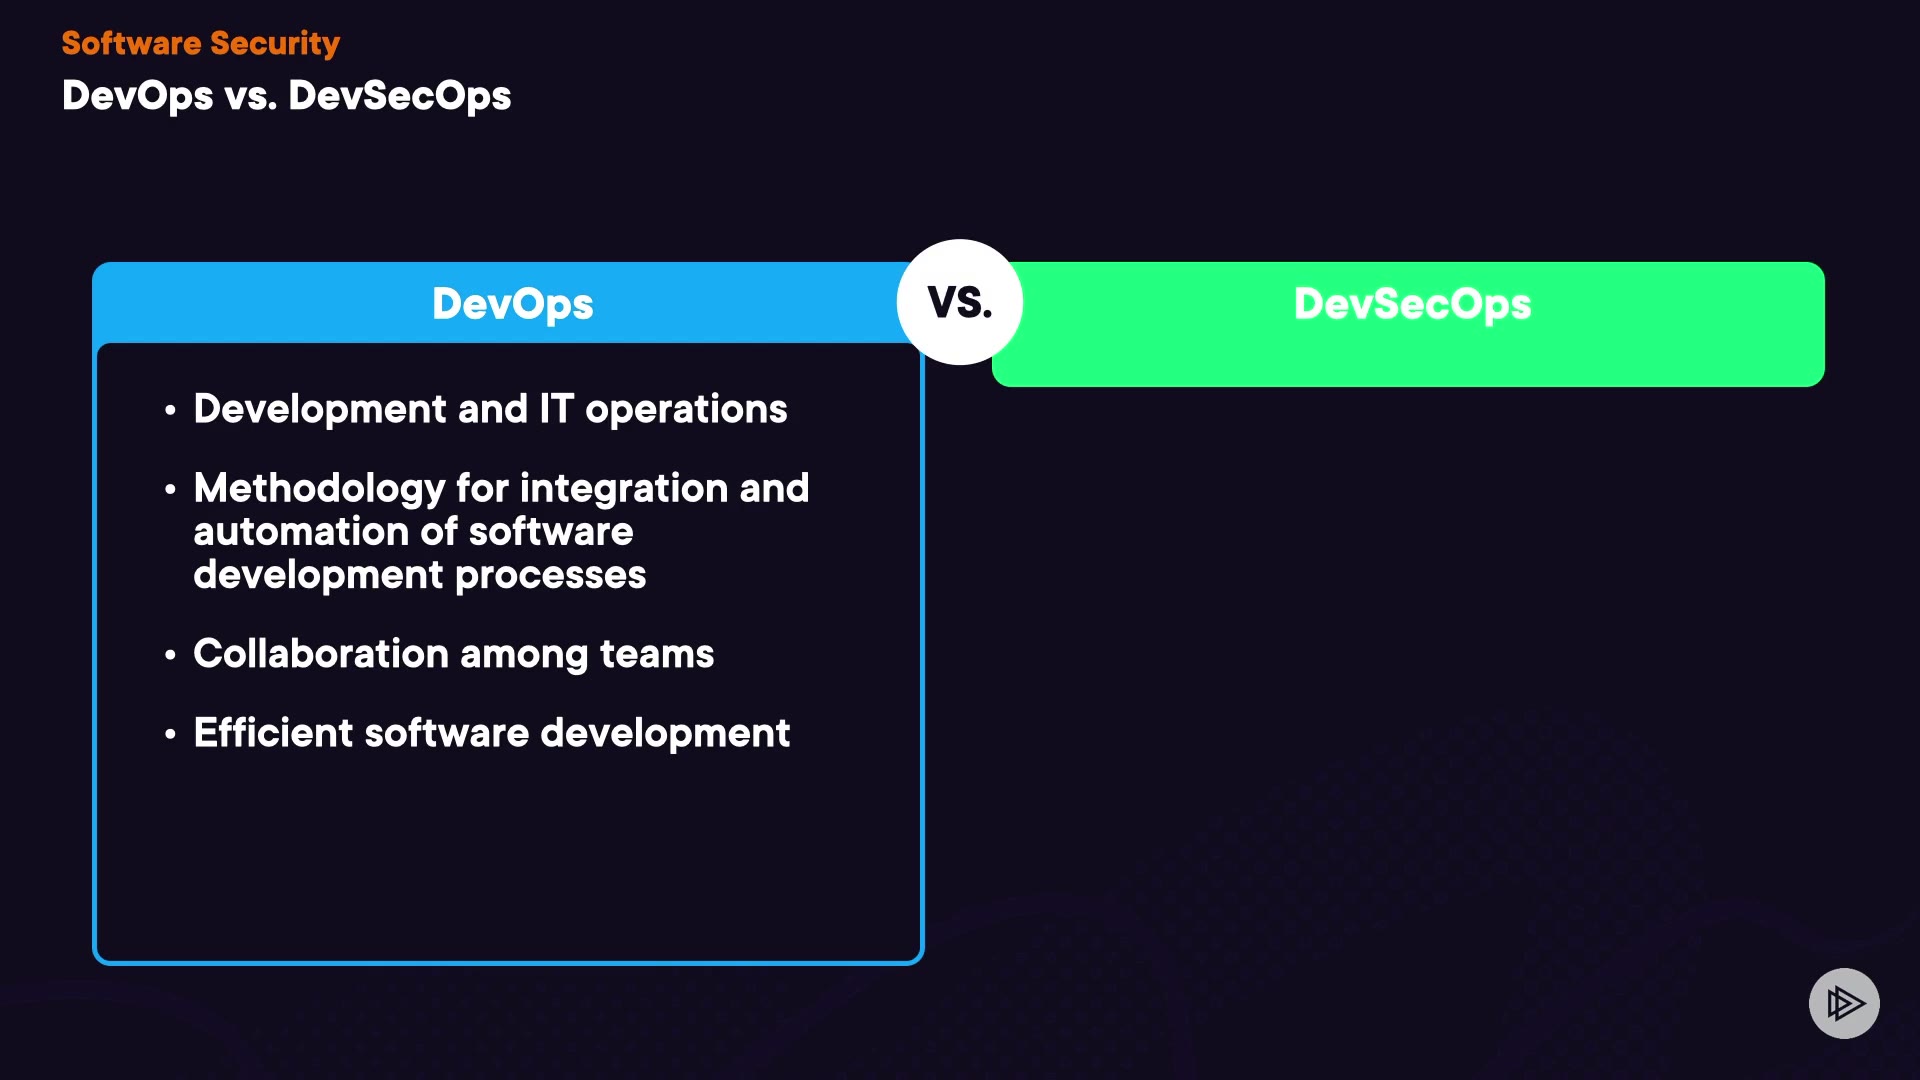 Software Security
DevOps vs. DevSecOps
DevOps
VS.
DevSecOps
• Development and IT operations
• Methodology for integration and
automation of software
development processes
• Collaboration among teams
• Efficient software development